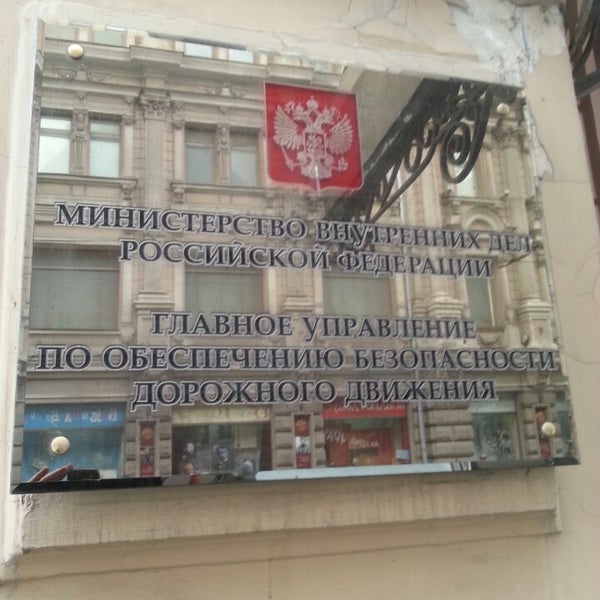 МИНИСТЕРСТВО ВНУТРЕННИХ ДЕЛ
РОССИЙСКОЙ ФЕДЕРАЦИИ
ГЛАВНОЕ УПРАВЛЕНИЕ
ПО ОБЕСПЕЧЕНИЮ БЕЗОПАСНОСТИ
ДОРОЖНОГО ДВИЖЕНИЯ